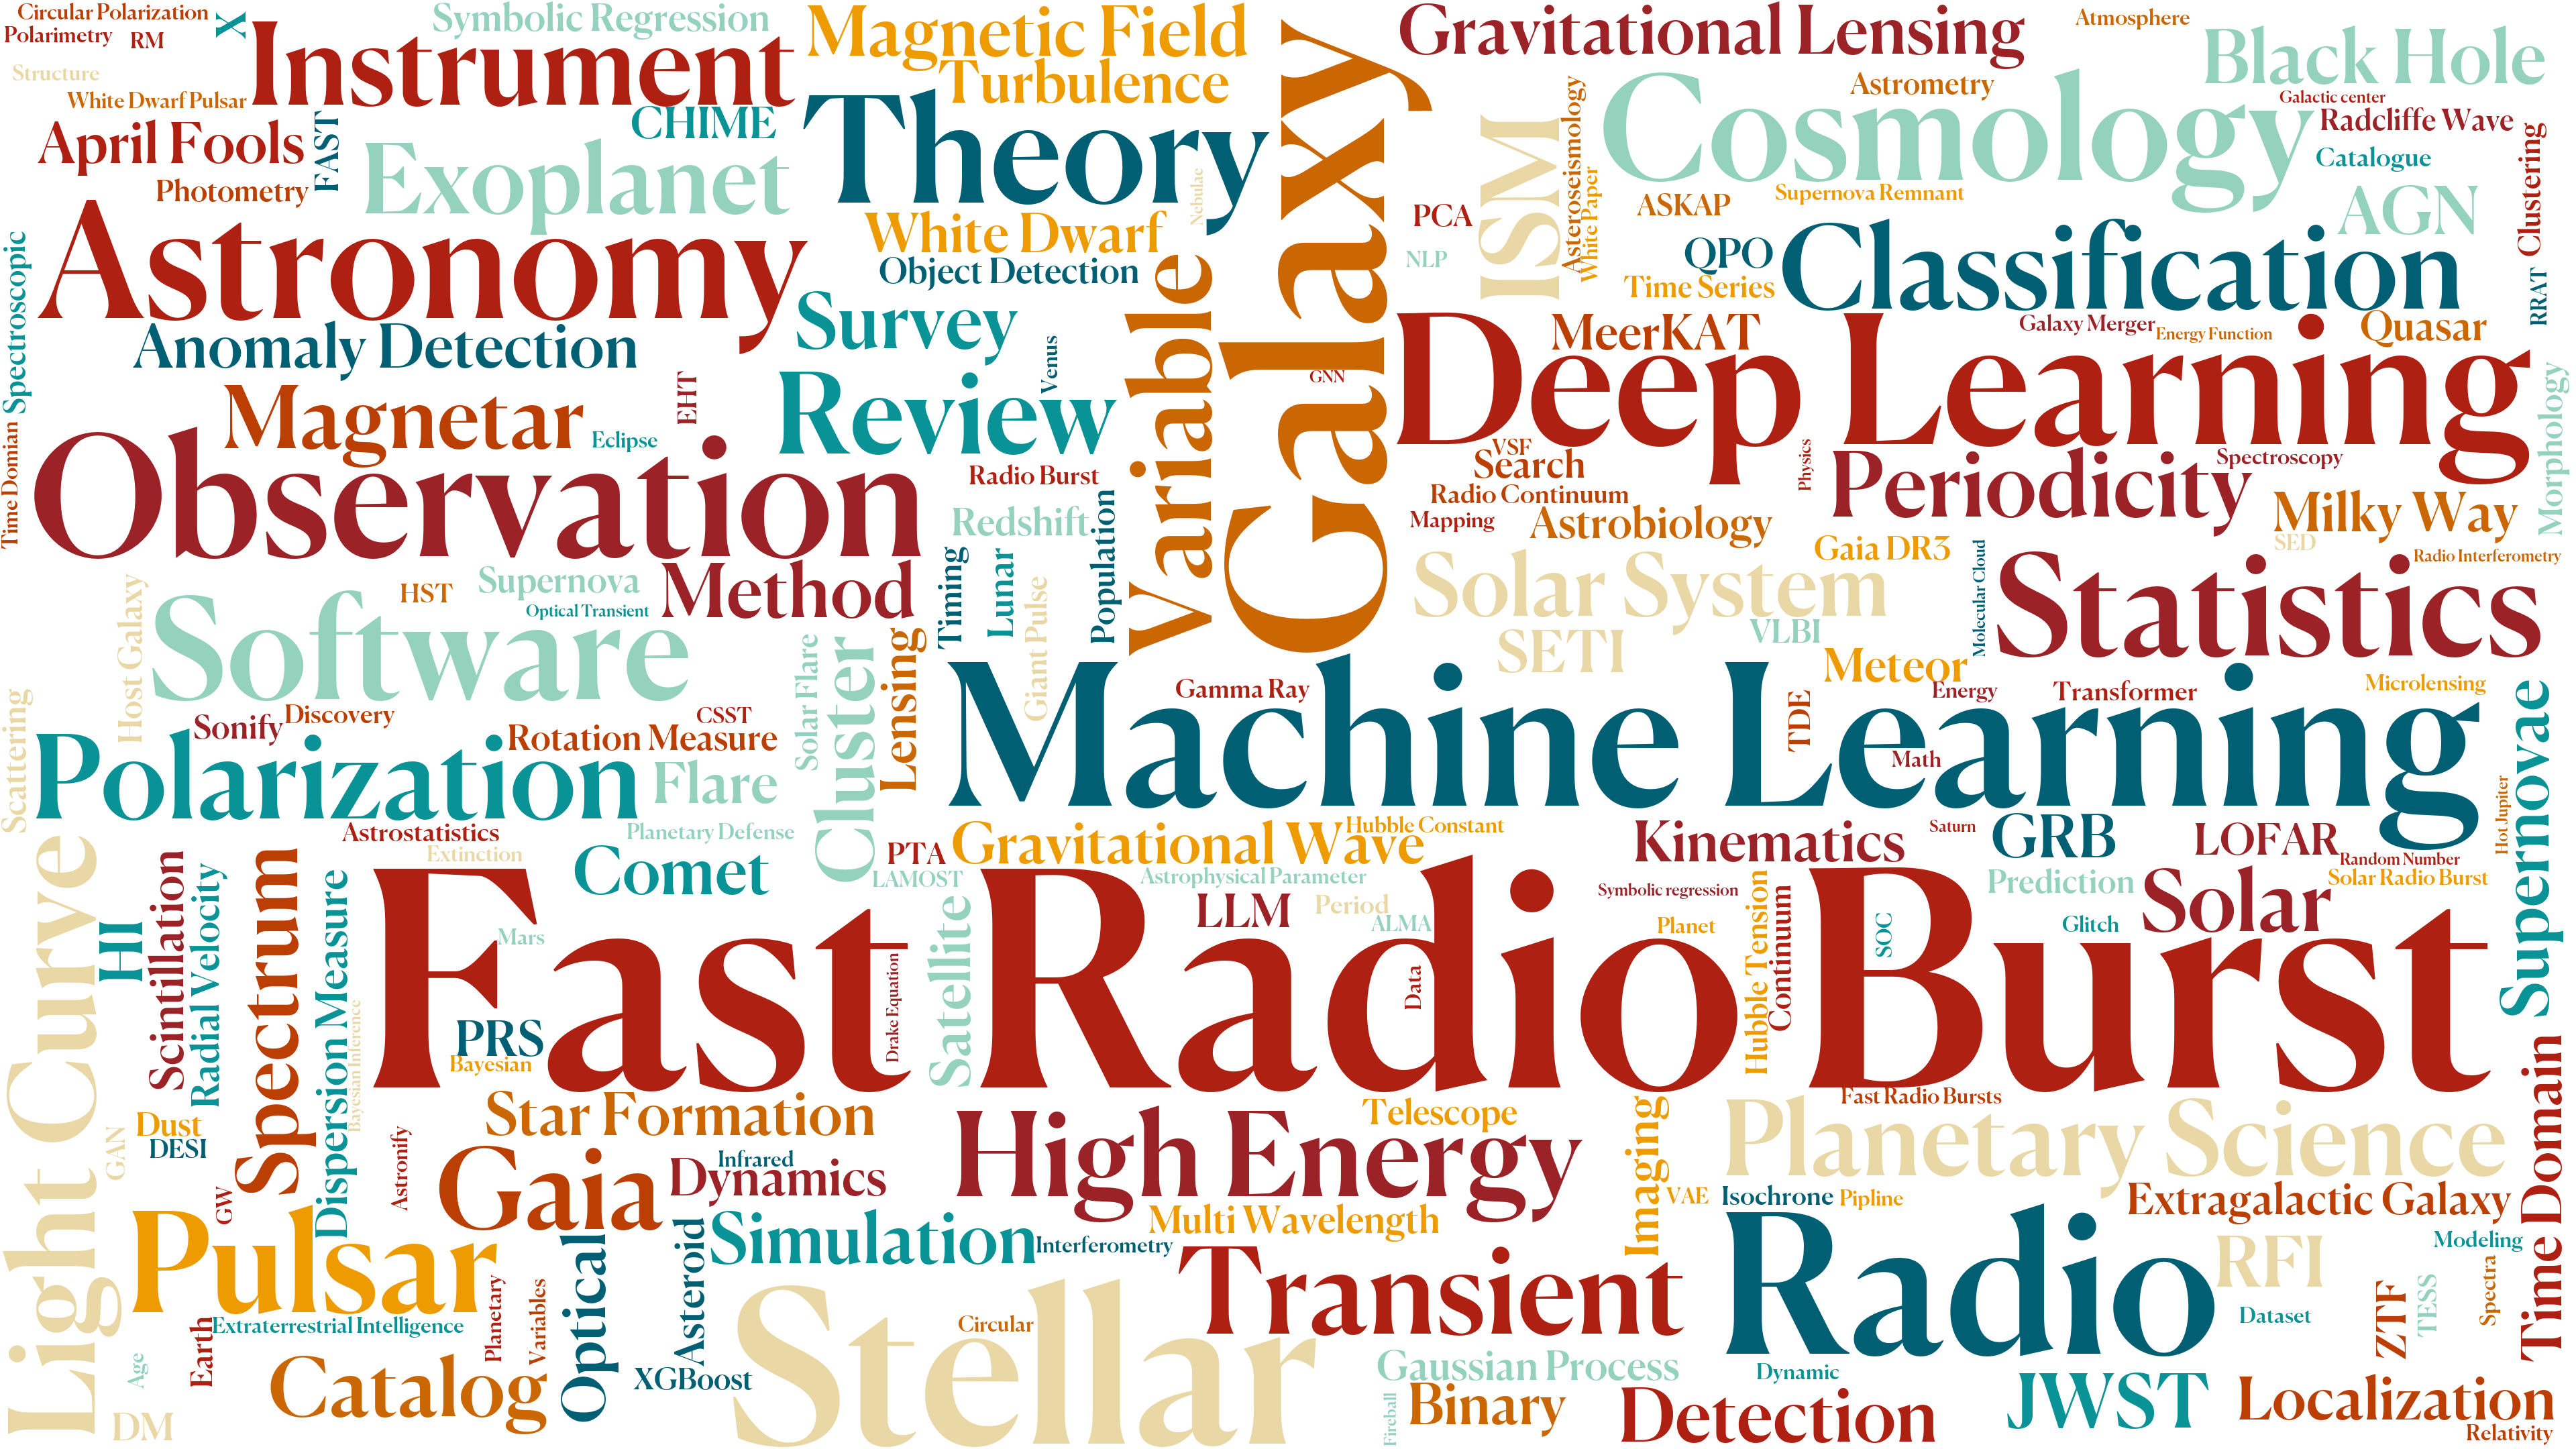 Circular Polarization
Polarimetry
RM
X
Structure
White Dwarf Pulsar
Instrument
Symbolic Regression
Magnetic Field
Turbulence
Galaxy
Gravitational Lensing
Atmosphere
Black Hole
April Fools
FAST
Photometry
CHIME
Exoplanet
Theory
Nebulae
White Dwarf
Object Detection
Variable
ISM
Asteroseismology
White Paper
PCA
NLP
Astrometry
Cosmology
Galactic center
Radcliffe Wave
Catalogue
Clustering
ASKAP
Supernova Remnant
AGN
QPO
Time Series
Classification
RRAT
Astronomy
Spectroscopic
Anomaly Detection
Survey
Venus
Review
GNN
Deep Learning
MeerKAT
Galaxy Merger
Energy Function
Quasar
Morphology
Magnetar
Eclipse
EHT
Time Domian
Observation
Radio Burst
Redshift
Population
VSF
Search
Radio Continuum
Mapping
Astrobiology
Physics
Periodicity
Spectroscopy
Milky Way
SED
Gaia DR3
Radio Interferometry
Host Galaxy
HST
Supernova
Optical Transient
Method
Software
Timing
Lunar
Giant Pulse
Solar System
SETI
VLBI
Molecular Cloud
Statistics
Meteor
Scattering
Sonify
Discovery
Rotation Measure
CSST
Solar Flare
Cluster
Lensing
Gamma Ray
Machine Learning
TDE
Energy
Transformer
Math
Microlensing
Supernovae
Polarization
Flare
Astrostatistics
Planetary Defense
Extinction
Comet
PTA
LAMOST
Gravitational Wave
Hubble Constant
Astrophysical Parameter
Kinematics
Saturn
GRB
LOFAR
Hot Jupiter
Random Number
Solar Radio Burst
Prediction
Solar
Glitch
Light Curve
HI
Scintillation
Radial Velocity
Spectrum
Dispersion Measure
Bayesian Inference
Fast Radio Burst
Mars
PRS
Bayesian
Drake Equation
Satellite
LLM
Period
ALMA
Data
Symbolic regression
Planet
Hubble Tension
Continuum
SOC
Fast Radio Bursts
Time Domain
Dust
DESI
GAN
GW
Astronify
Star Formation
Gaia
Infrared
Dynamics
High Energy
Telescope
Multi Wavelength
Imaging
VAE
Isochrone
Pipline
Planetary Science
Extragalactic Galaxy
Pulsar
Extraterrestrial Intelligence
Earth
Age
DM
Catalog
Planetary
Variables
Optical
Asteroid
Simulation
Interferometry
XGBoost
Stellar
Circular
Transient
Radio
RFI
Modeling
Dataset
ZTF
TESS
Spectra
Gaussian Process
Fireball
Binary
Dynamic
Detection
JWST
Localization
Relativity